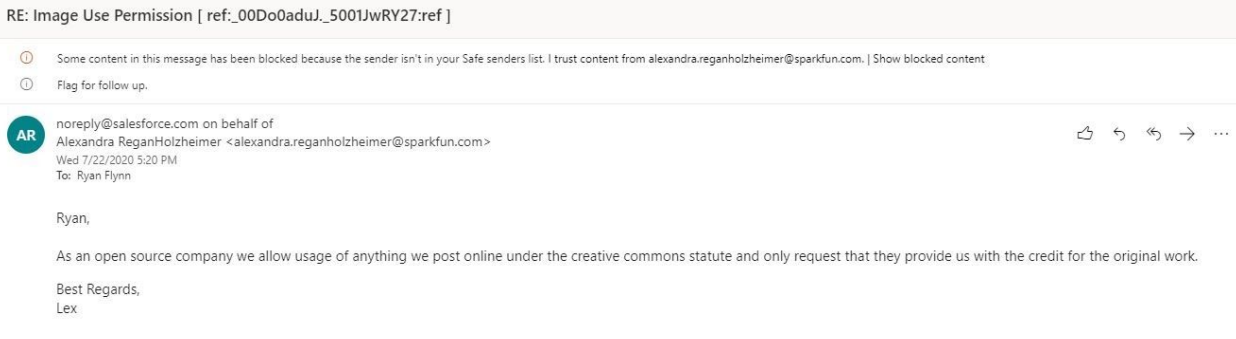 RE: Image Use Permission [ ref:_00Do0aduJ._5001JwRY27:ref ]
Some content in this message has been blocked because the sender isn't in your Safe senders list. I trust content from alexandra.reganholzheimer@sparkfun.com. | Show blocked content
Flag for follow up.
AR
noreply@salesforce.com on behalf of
Alexandra ReganHolzheimer <alexandra.reganholzheimer@sparkfun.com>
Wed 7/22/2020 5:20 PM
To: Ryan Flynn
Ryan,
As an open source company we allow usage of anything we post online under the creative commons statute and only request that they provide us with the credit for the original work.
Best Regards,
Lex